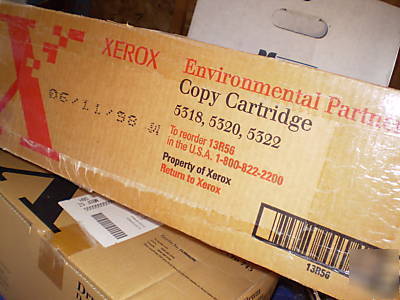 XEROX
Environmental Partner
Copy Cartridge
5318, 5320, 5322
06/11/98
To reorder 13R56
in the U.S.A. 1-800-822-2200
Property of Xerox
Return to Xerox
13R56